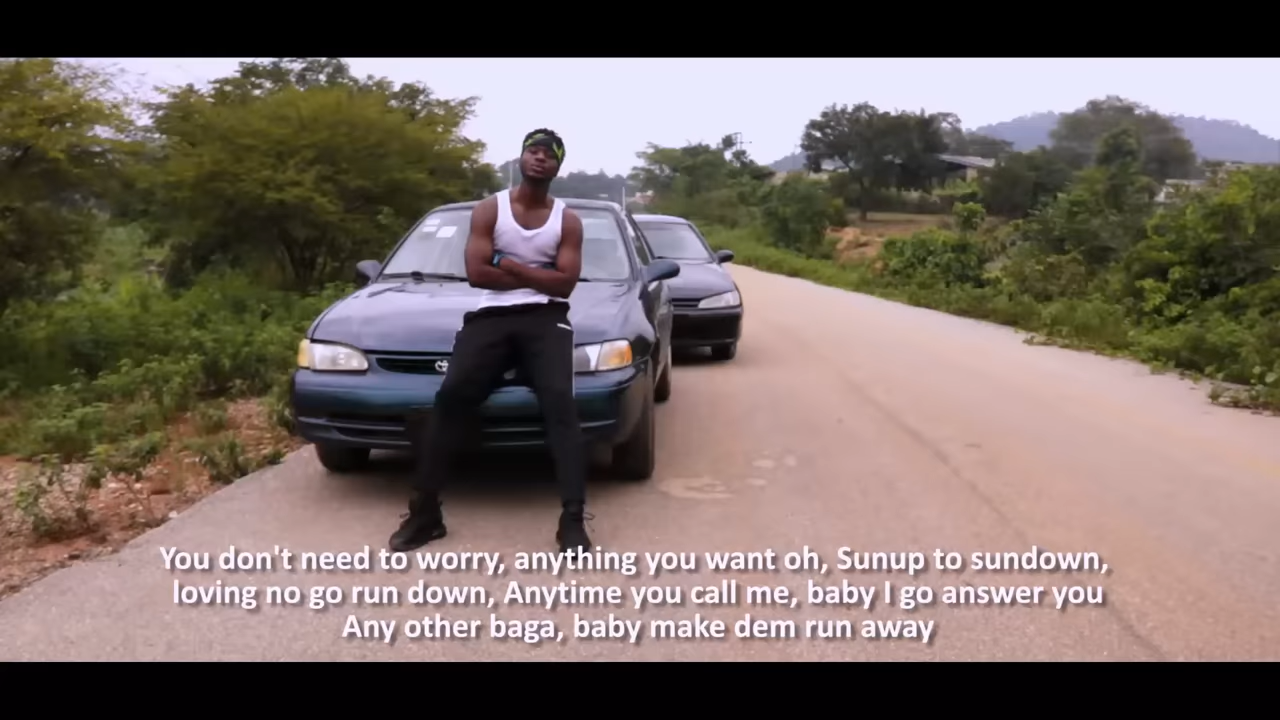 You don't need to worry, anything you want oh, Sunup to sundown,
loving no go run down, Anytime you call me, baby I go answer you
Any other baga, baby make dem run away